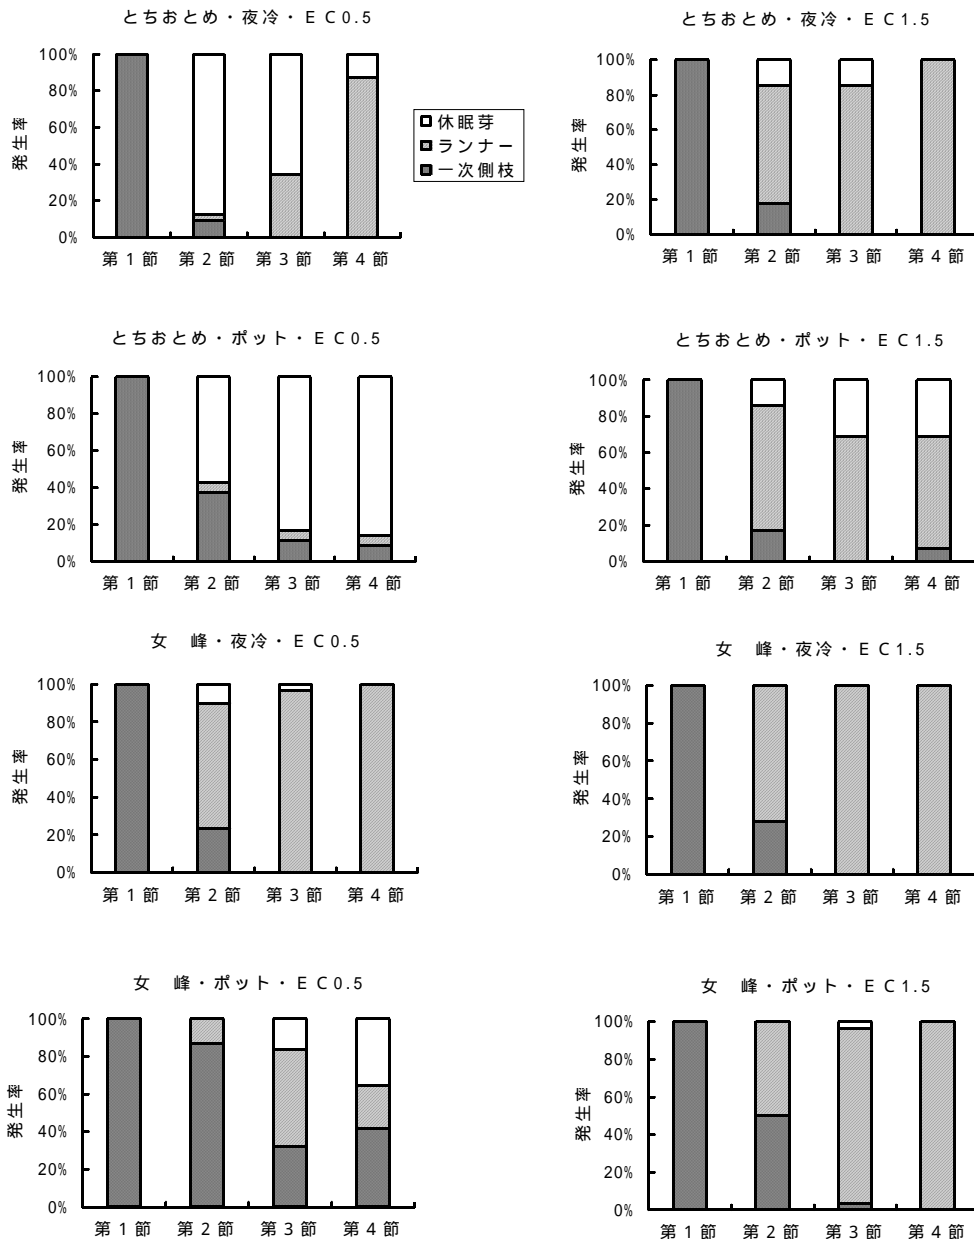 とちおとめ・夜冷・ＥＣ0.5
100%
80%
60%
40%
20%
0%
発生率
第１節 第２節 第３節 第４節
休眠芽
ランナー
一次側枝
とちおとめ・夜冷・ＥＣ1.5
100%
80%
60%
40%
20%
0%
発生率
第１節 第２節 第３節 第４節
とちおとめ・ポット・ＥＣ0.5
100%
80%
60%
40%
20%
0%
発生率
第１節 第２節 第３節 第４節
とちおとめ・ポット・ＥＣ1.5
100%
80%
60%
40%
20%
0%
発生率
第１節 第２節 第３節 第４節
女　峰・夜冷・ＥＣ0.5
100%
80%
60%
40%
20%
0%
発生率
第１節 第２節 第３節 第４節
女　峰・夜冷・ＥＣ1.5
100%
80%
60%
40%
20%
0%
発生率
第１節 第２節 第３節 第４節
女　峰・ポット・ＥＣ0.5
100%
80%
60%
40%
20%
0%
発生率
第１節 第２節 第３節 第４節
女　峰・ポット・ＥＣ1.5
100%
80%
60%
40%
20%
0%
発生率
第１節 第２節 第３節 第４節